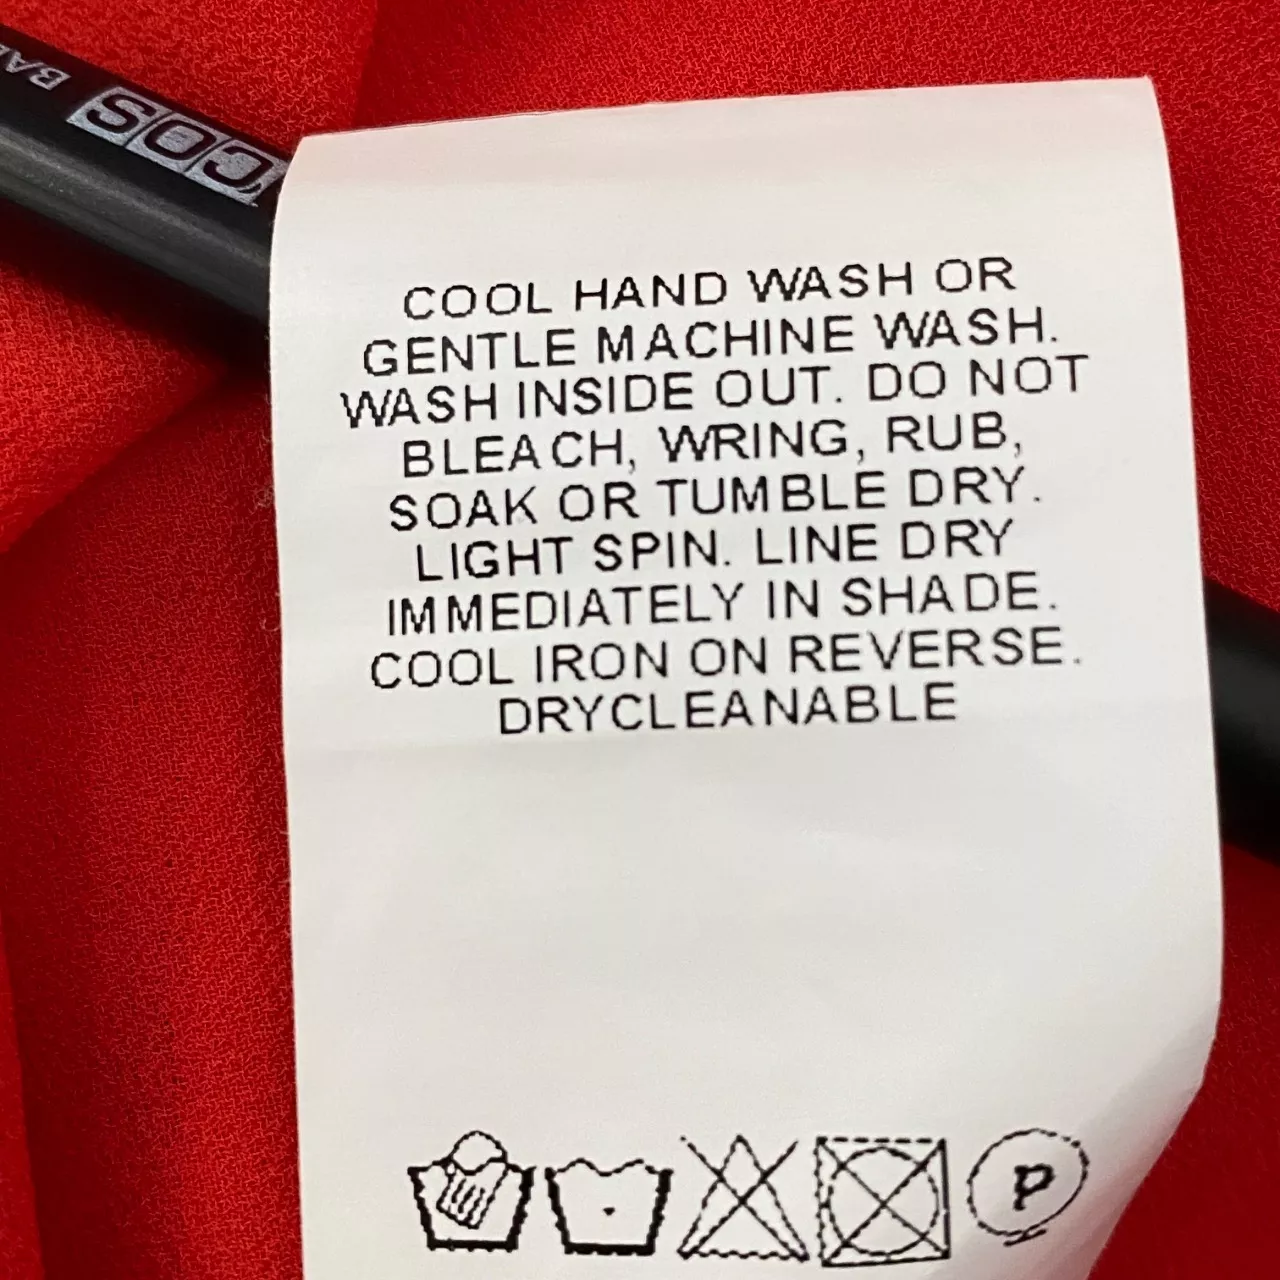 COS
COOL HAND WASH OR
GENTLE MACHINE WASH.
WASH INSIDE OUT. DO NOT
BLEACH, WRING, RUB,
SOAK OR TUMBLE DRY.
LIGHT SPIN. LINE DRY
IMMEDIATELY IN SHADE.
COOL IRON ON REVERSE.
DRYCLEANABLE
P